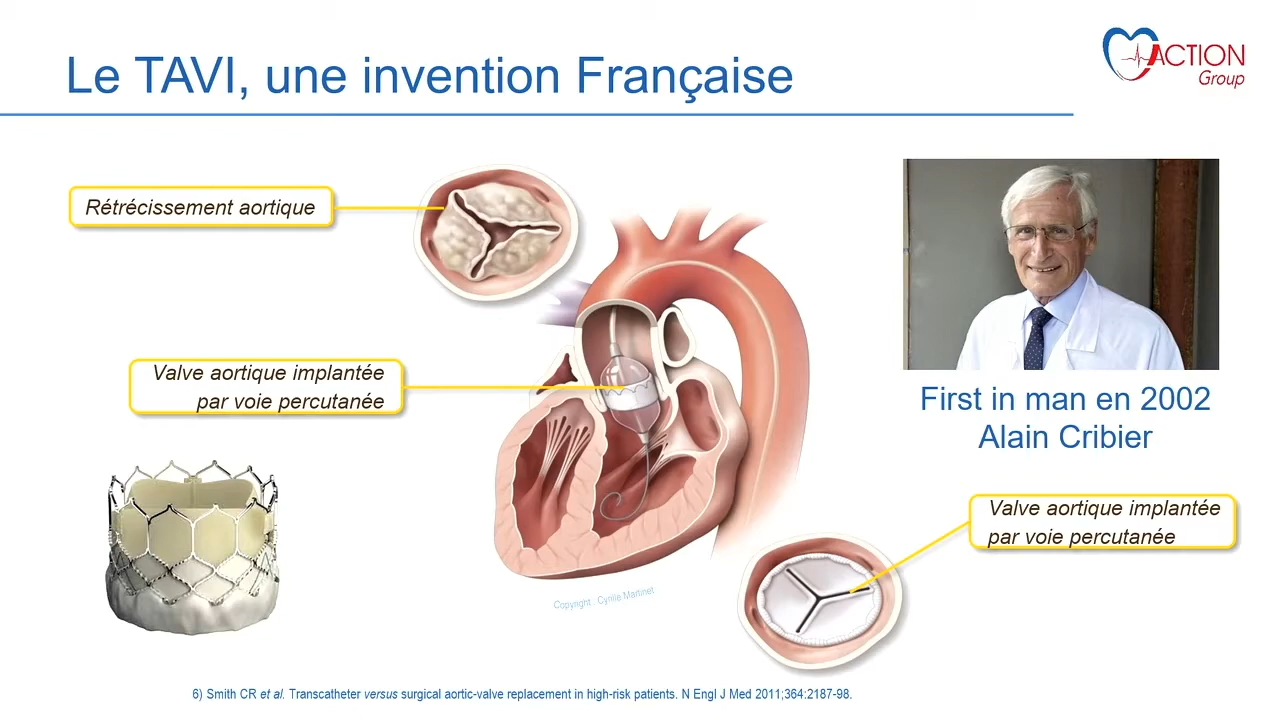 Le TAVI, une invention Française
ACTION
Group
Rétrécissement aortique
Valve aortique implantée
par voie percutanée
First in man en 2002
Alain Cribier
Valve aortique implantée
par voie percutanée
Copyright . Cyrille Martinet
6) Smith CR et al. Transcatheter versus surgical aortic-valve replacement in high-risk patients. N Engl J Med 2011;364:2187-98.